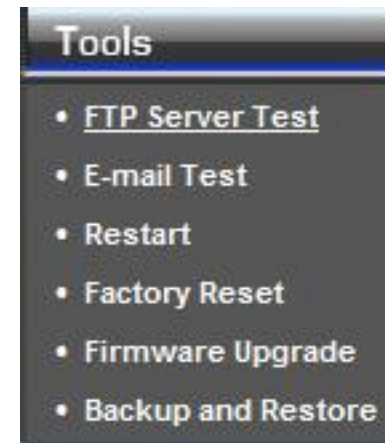 Tools
• FTP Server Test
• E-mail Test
• Restart
• Factory Reset
• Firmware Upgrade
• Backup and Restore